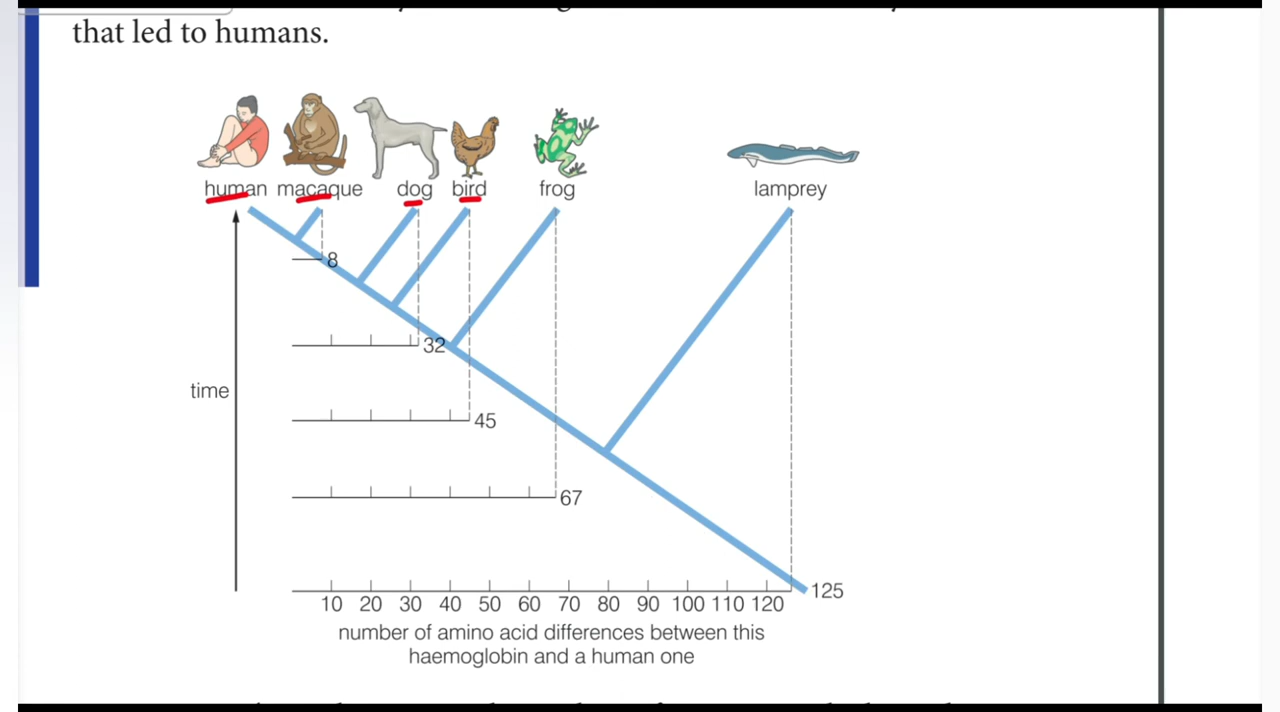 that led to humans.
human macaque dog bird frog lamprey
8
32
time
45
67
125
10 20 30 40 50 60 70 80 90 100 110 120
number of amino acid differences between this
haemoglobin and a human one